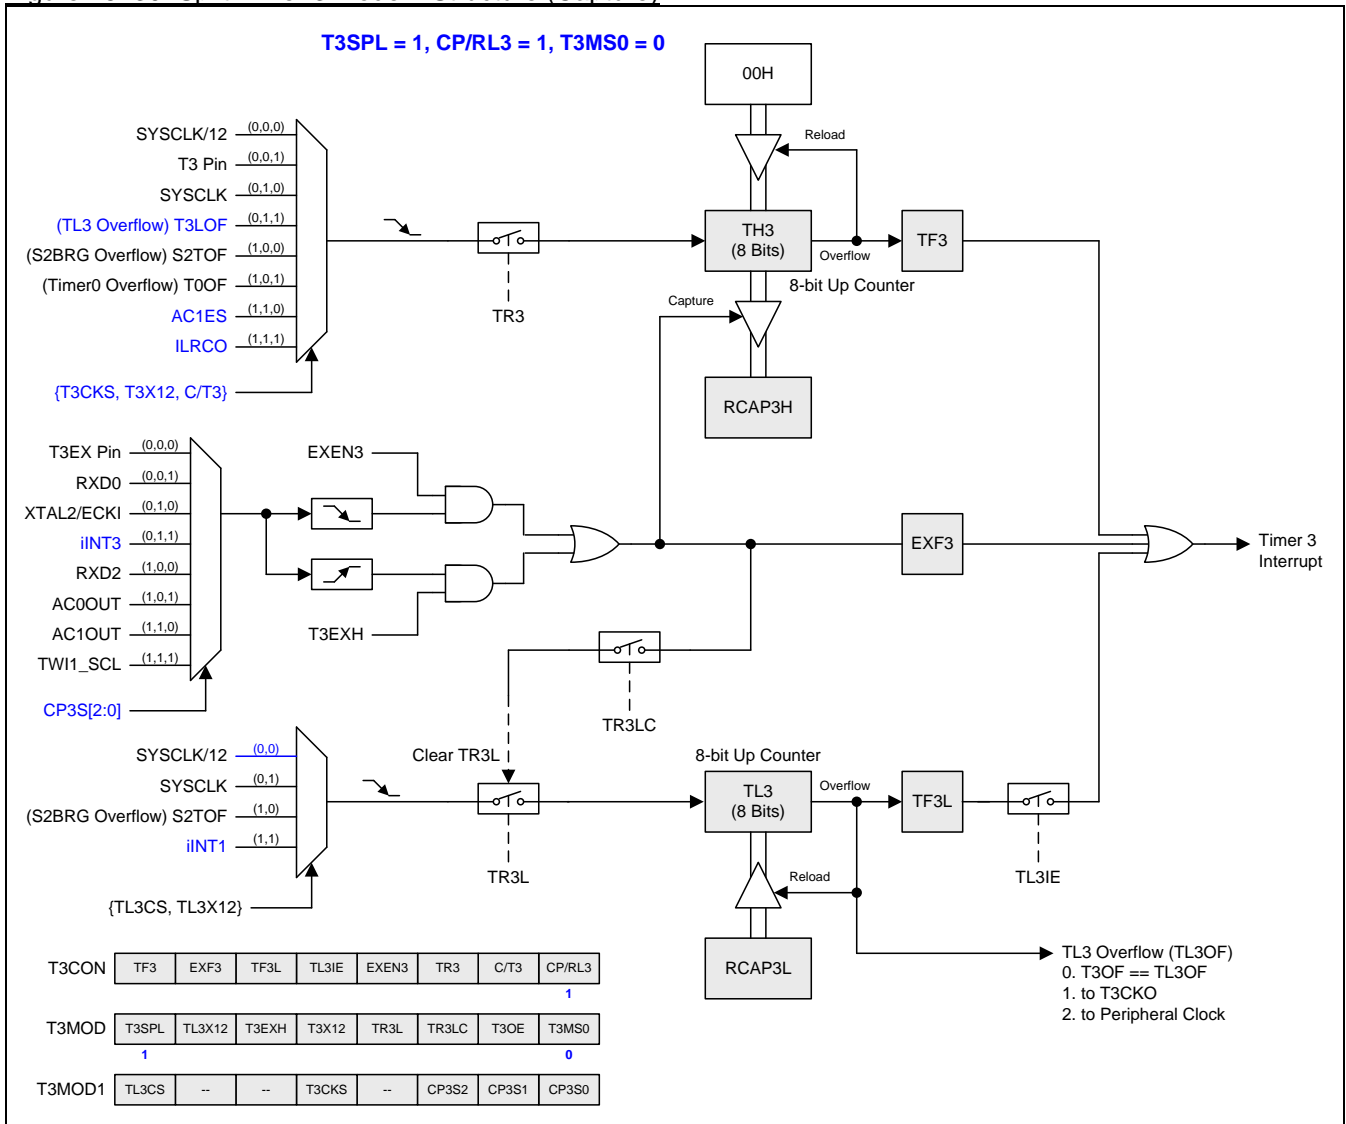 T3SPL = 1, CP/RL3 = 1, T3MS0 = 0
00H
Reload
SYSCLK/12 (0,0,0)
T3 Pin (0,0,1)
SYSCLK (0,1,0)
(TL3 Overflow) T3LOF (0,1,1)
(S2BRG Overflow) S2TOF (1,0,0)
(Timer0 Overflow) T0OF (1,0,1)
AC1ES (1,1,0)
ILRCO (1,1,1)
{T3CKS, T3X12, C/T3}
TR3
TH3
(8 Bits)
Overflow
TF3
8-bit Up Counter
Capture
RCAP3H
T3EX Pin (0,0,0)
RXD0 (0,0,1)
XTAL2/ECKI (0,1,0)
iINT3 (0,1,1)
RXD2 (1,0,0)
AC0OUT (1,0,1)
AC1OUT (1,1,0)
TWI1_SCL (1,1,1)
CP3S[2:0]
EXEN3
T3EXH
EXF3
Timer 3
Interrupt
TR3LC
Clear TR3L
SYSCLK/12 (0,0)
SYSCLK (0,1)
(S2BRG Overflow) S2TOF (1,0)
iINT1 (1,1)
{TL3CS, TL3X12}
TR3L
8-bit Up Counter
TL3
(8 Bits)
Overflow
TF3L
TL3IE
Reload
RCAP3L
TL3 Overflow (TL3OF)
0. T3OF == TL3OF
1. to T3CKO
2. to Peripheral Clock
T3CON TF3 EXF3 TF3L TL3IE EXEN3 TR3 C/T3 CP/RL3
1
T3MOD T3SPL TL3X12 T3EXH T3X12 TR3L TR3LC T3OE T3MS0
1 0
T3MOD1 TL3CS -- -- T3CKS -- CP3S2 CP3S1 CP3S0